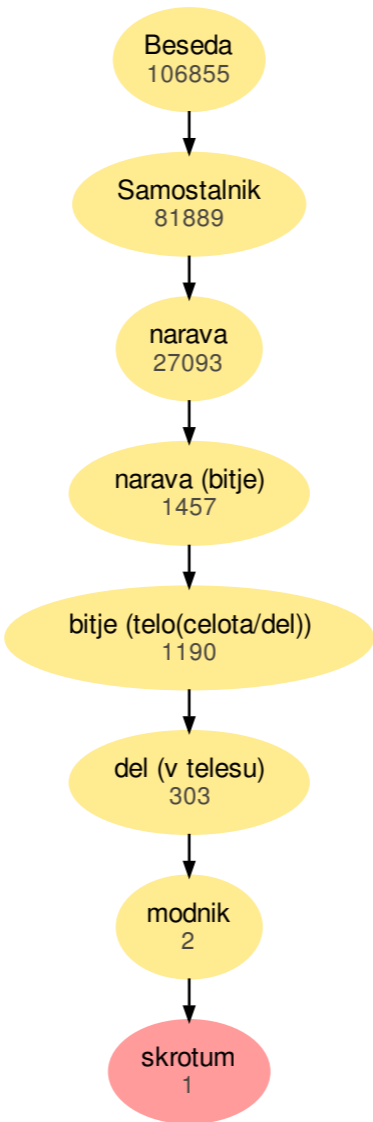 Beseda
106855
Samostalnik
81889
narava
27093
narava (bitje)
1457
bitje (telo(celota/del))
1190
del (v telesu)
303
modnik
2
skrotum
1